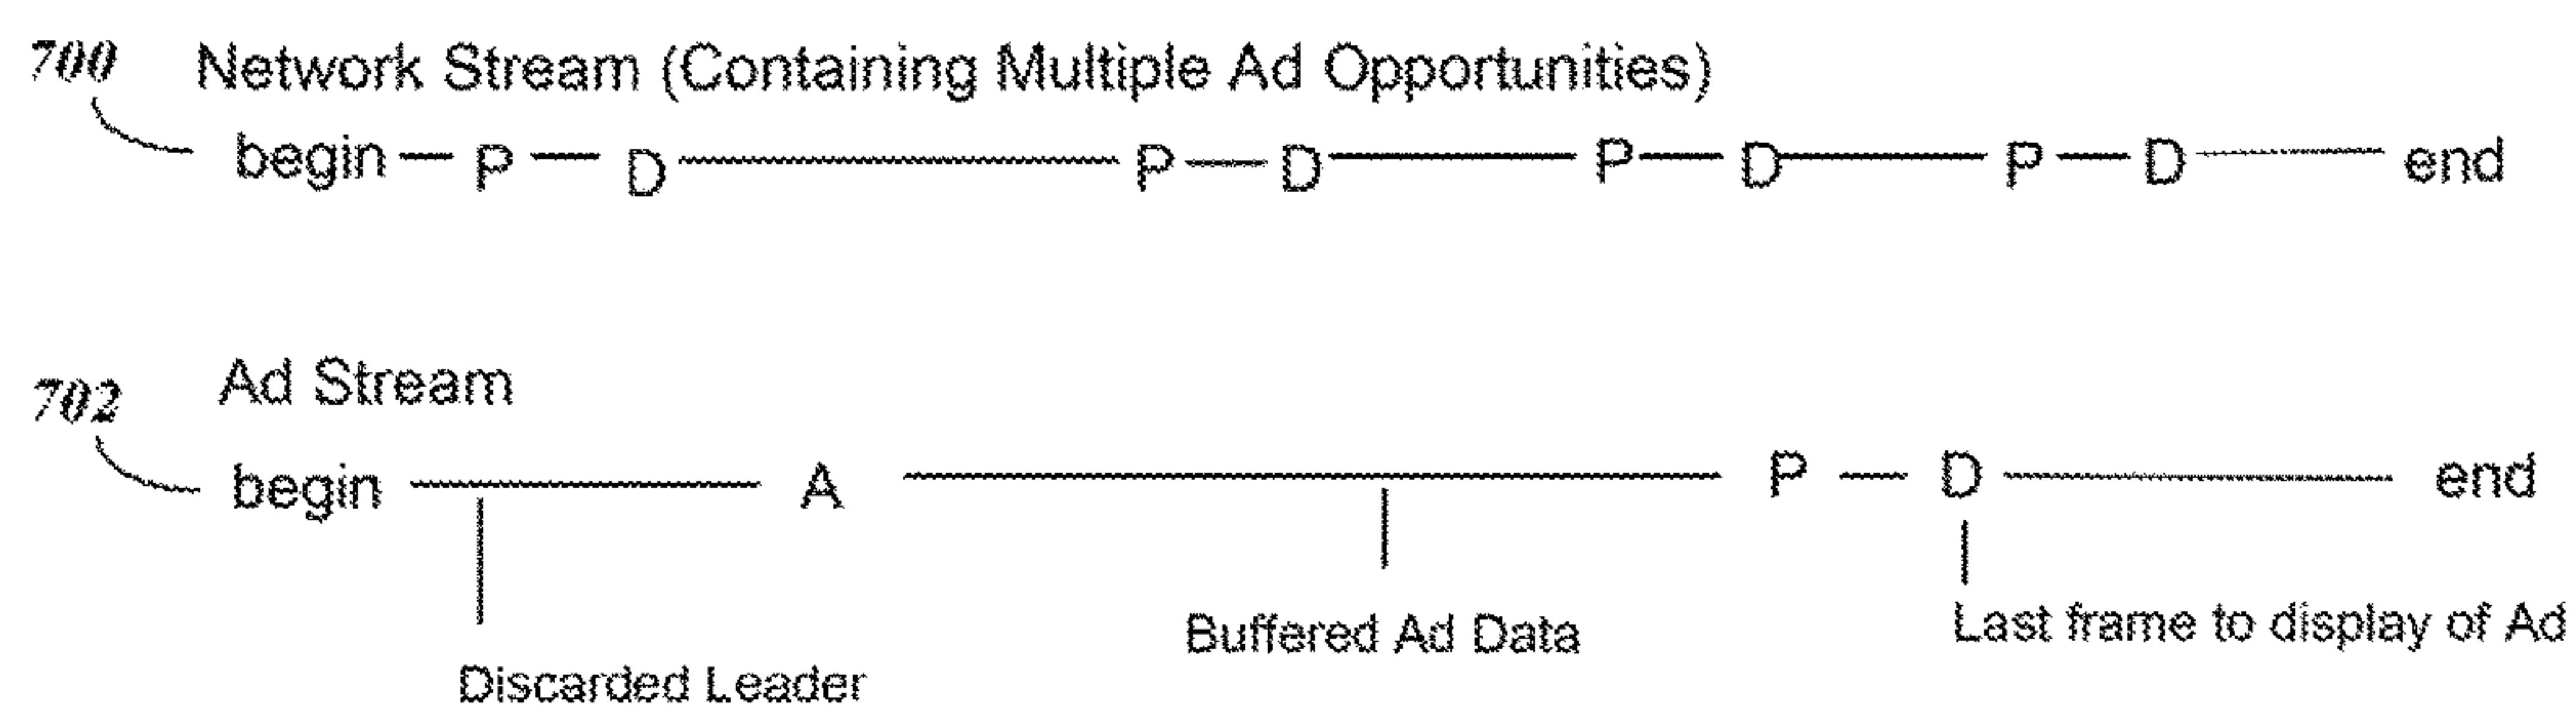 700 Network Stream (Containing Multiple Ad Opportunities)
begin P D P D P D P D end
702 Ad Stream
begin A P D end
Buffered Ad Data
Last frame to display of Ad
Discarded Leader